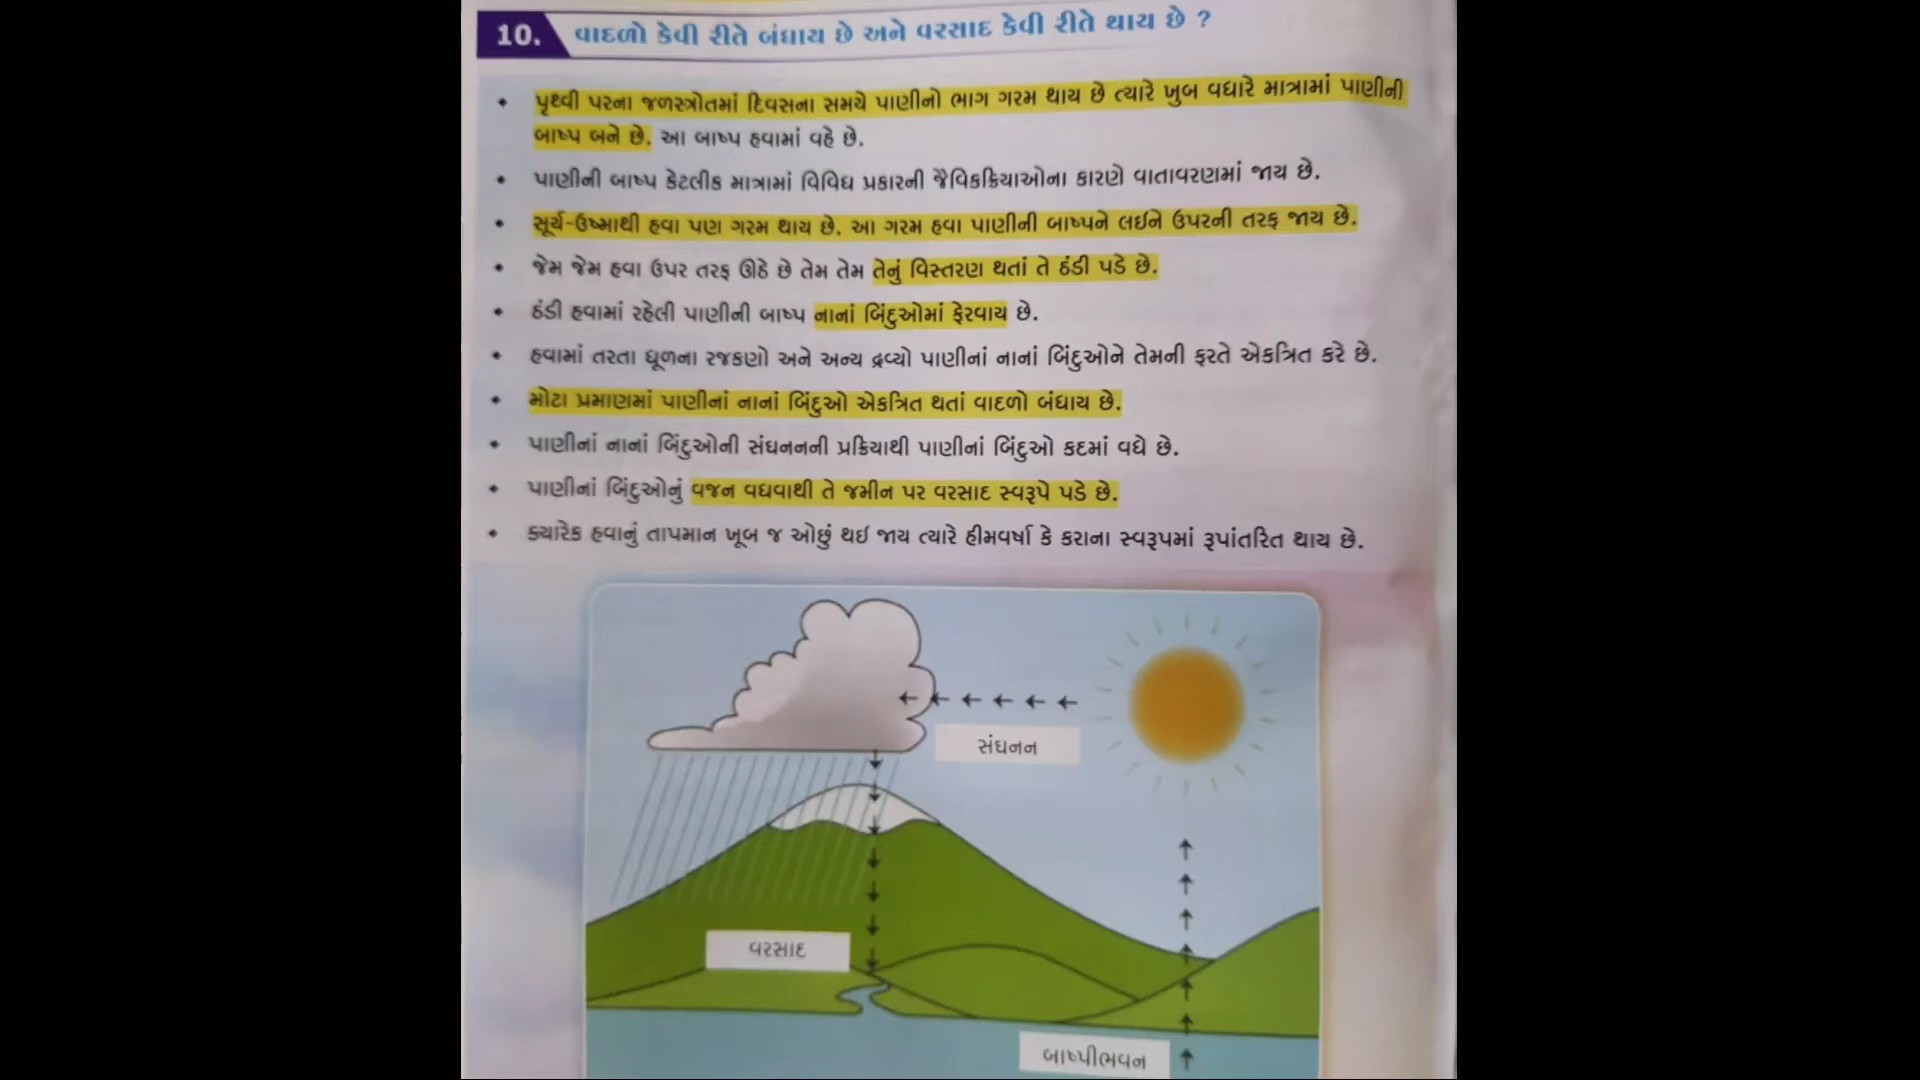 10. વાદળો કેવી રીતે બંધાય છે અને વરસાદ કેવી રીતે થાય છે ?
• પૃથ્વી પરના જળસ્ત્રોતમાં દિવસના સમયે પાણીનો ભાગ ગરમ થાય છે ત્યારે ખુબ વધારે માત્રામાં પાણીની
બાષ્પ બને છે. આ બાષ્પ હવામાં વહે છે.
• પાણીની બાષ્પ કેટલીક માત્રામાં વિવિધ પ્રકારની જૈવિકક્રિયાઓના કારણે વાતાવરણમાં જાય છે.
• સૂર્ય-ઉષ્માથી હવા પણ ગરમ થાય છે. આ ગરમ હવા પાણીની બાષ્પને લઈને ઉપરની તરફ જાય છે.
• જેમ જેમ હવા ઉપર તરફ ઊઠે છે તેમ તેમ તેનું વિસ્તરણ થતાં તે ઠંડી પડે છે.
• ઠંડી હવામાં રહેલી પાણીની બાષ્પ નાનાં બિંદુઓમાં ફેરવાય છે.
• હવામાં તરતા ધૂળના રજકણો અને અન્ય દ્રવ્યો પાણીનાં નાનાં બિંદુઓને તેમની ફરતે એકત્રિત કરે છે.
• મોટા પ્રમાણમાં પાણીનાં નાનાં બિંદુઓ એકત્રિત થતાં વાદળો બંધાય છે.
• પાણીનાં નાનાં બિંદુઓની સંઘનનની પ્રક્રિયાથી પાણીનાં બિંદુઓ કદમાં વધે છે.
• પાણીનાં બિંદુઓનું વજન વધવાથી તે જમીન પર વરસાદ સ્વરૂપે પડે છે.
• ક્યારેક હવાનું તાપમાન ખૂબ જ ઓછું થઈ જાય ત્યારે હીમવર્ષા કે કરાના સ્વરૂપમાં રૂપાંતરિત થાય છે.
સંઘનન
વરસાદ
બાષ્પીભવન